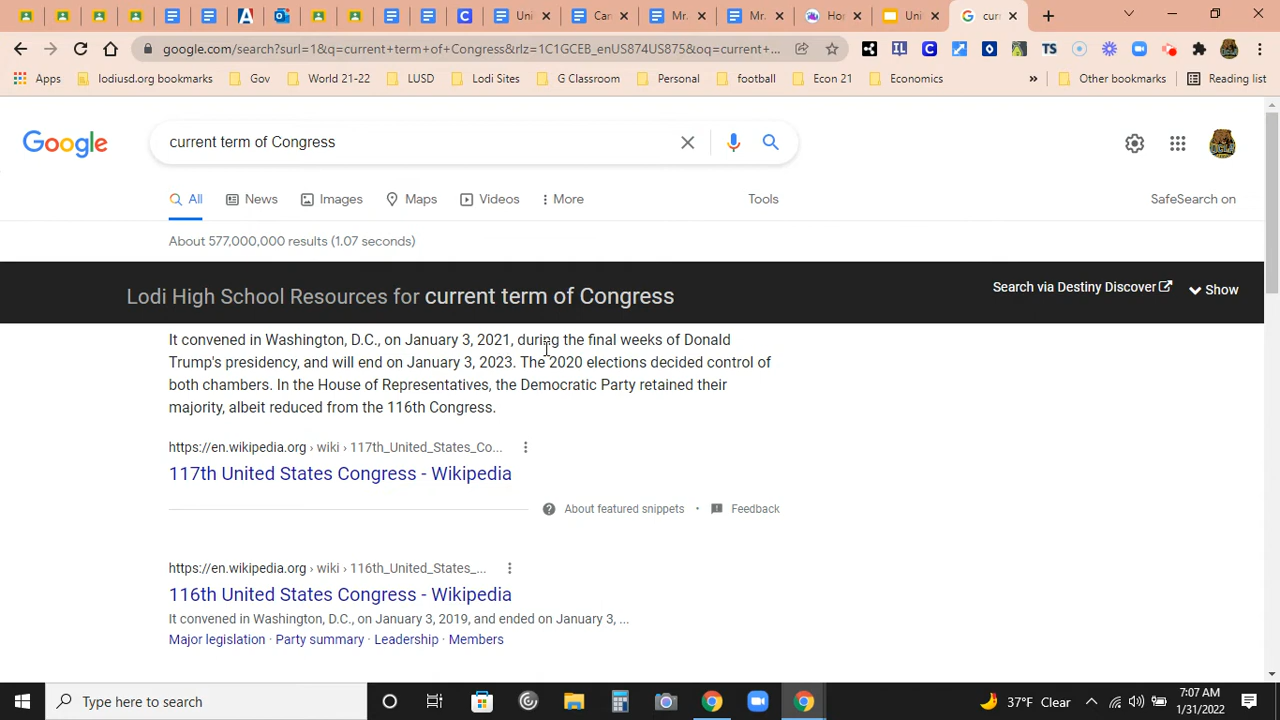 Uni
Can
Mr.
Mr.
Hor
Uni
curr
google.com/search?surl=1&q=current+term+of+Congress&rlz=1C1GCEB_enUS874US875&oq=current+...
Apps
lodiusd.org bookmarks
Gov
World 21-22
LUSD
Lodi Sites
G Classroom
Personal
football
Econ 21
Economics
»
Other bookmarks
Reading list
Google
current term of Congress
All
News
Images
Maps
Videos
More
Tools
SafeSearch on
About 577,000,000 results (1.07 seconds)
Lodi High School Resources for current term of Congress
Search via Destiny Discover
Show
It convened in Washington, D.C., on January 3, 2021, during the final weeks of Donald
Trump's presidency, and will end on January 3, 2023. The 2020 elections decided control of
both chambers. In the House of Representatives, the Democratic Party retained their
majority, albeit reduced from the 116th Congress.
https://en.wikipedia.org › wiki › 117th_United_States_Co...
117th United States Congress - Wikipedia
About featured snippets
•
Feedback
https://en.wikipedia.org › wiki › 116th_United_States_...
116th United States Congress - Wikipedia
It convened in Washington, D.C., on January 3, 2019, and ended on January 3, ...
Major legislation · Party summary · Leadership · Members
Type here to search
37°F Clear
7:07 AM
1/31/2022